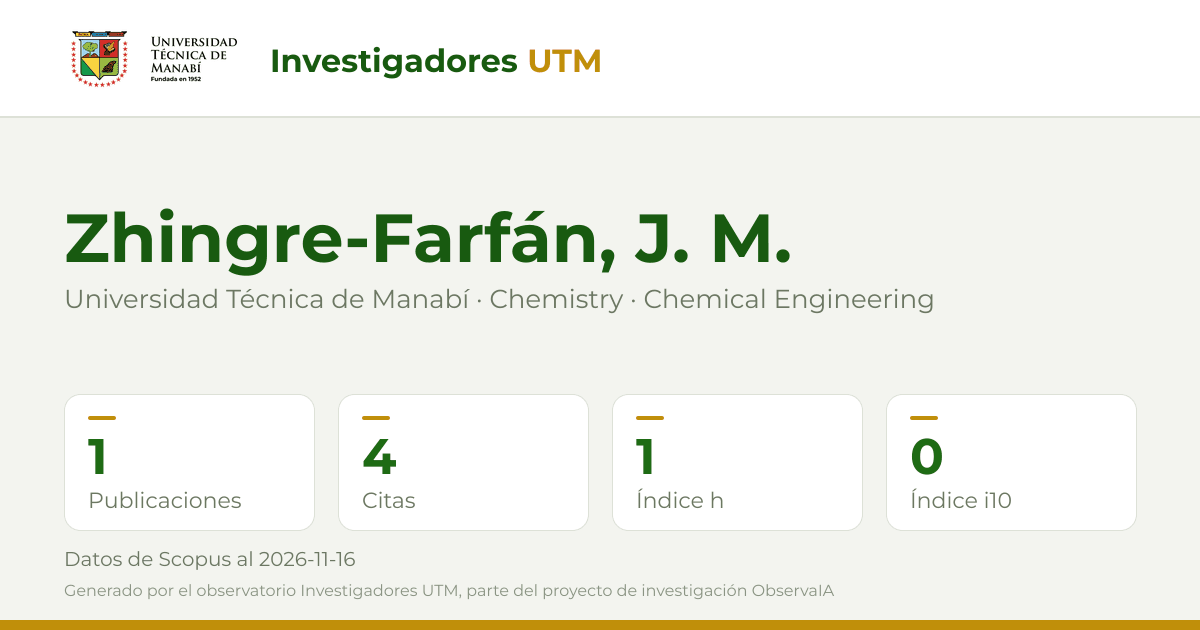 UNIVERSIDAD
TÉCNICA DE
MANABÍ
Fundada en 1952
Investigadores UTM
Zhingre-Farfán, J. M.
Universidad Técnica de Manabí · Chemistry · Chemical Engineering
1
Publicaciones
4
Citas
1
Índice h
0
Índice i10
Datos de Scopus al 2026-11-16
Generado por el observatorio Investigadores UTM, parte del proyecto de investigación ObservaIA